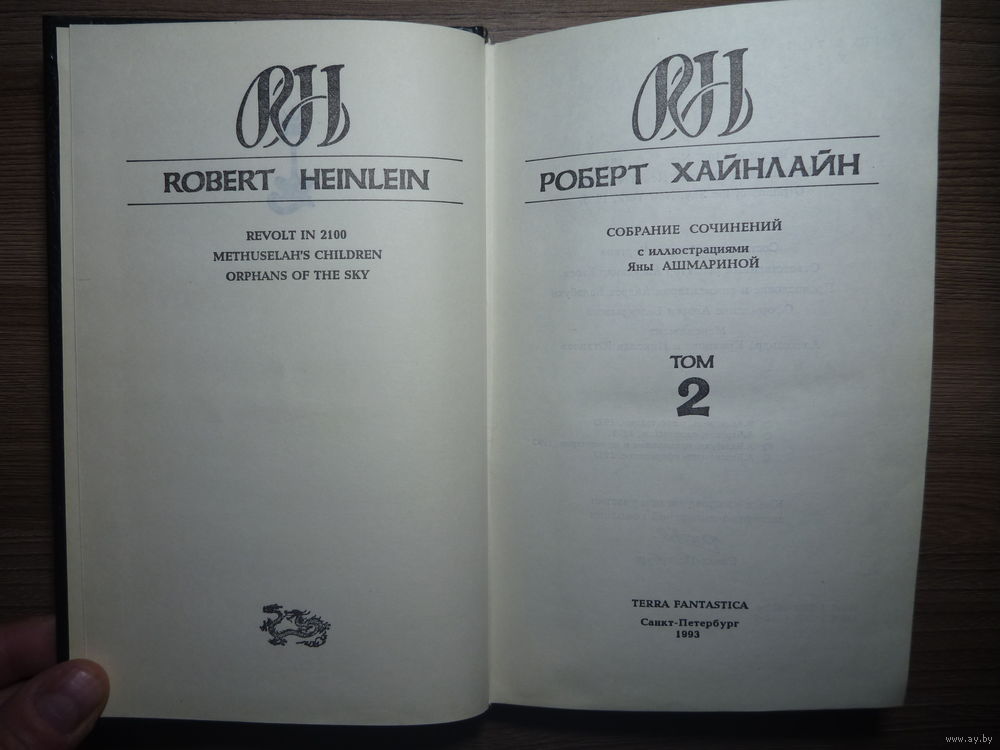 RH
ROBERT HEINLEIN
REVOLT IN 2100
METHUSELAH'S CHILDREN
ORPHANS OF THE SKY
RH
РОБЕРТ ХАЙНЛАЙН
СОБРАНИЕ СОЧИНЕНИЙ
с иллюстрациями
Яны АШМАРИНОЙ
ТОМ
2
TERRA FANTASTICA
Санкт-Петербург
1993
www.ay.by